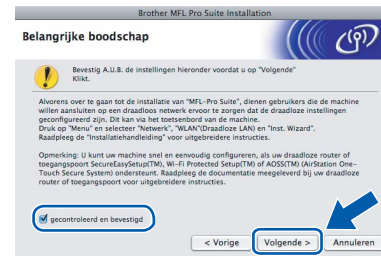 Brother MFL Pro Suite Installation
Belangrijke boodschap
Bevestig A.U.B. de instellingen hieronder voordat u op "Volgende"
Klikt.
Alvorens over te gaan tot de installatie van "MFL-Pro Suite", dienen gebruikers die de machine
willen aansluiten op een draadloos netwerk ervoor te zorgen dat de draadloze instellingen
geconfigureerd zijn. Dit kan via het toetsenbord van de machine.
Druk op "Menu" en selecteer "Netwerk", "WLAN"(Draadloze LAN) en "Inst. Wizard".
Raadpleeg de "Installatiehandleiding" voor uitgebreidere instructies.
Opmerking: U kunt uw machine snel en eenvoudig configureren, als uw draadloze router of
toegangspoort SecureEasySetup(TM), Wi-Fi Protected Setup(TM) of AOSS(TM) (AirStation One-
Touch Secure System) ondersteunt. Raadpleeg de documentatie meegeleverd bij uw draadloze
router of toegangspoort voor uitgebreidere instructies.
gecontroleerd en bevestigd
< Vorige
Volgende >
Annuleren